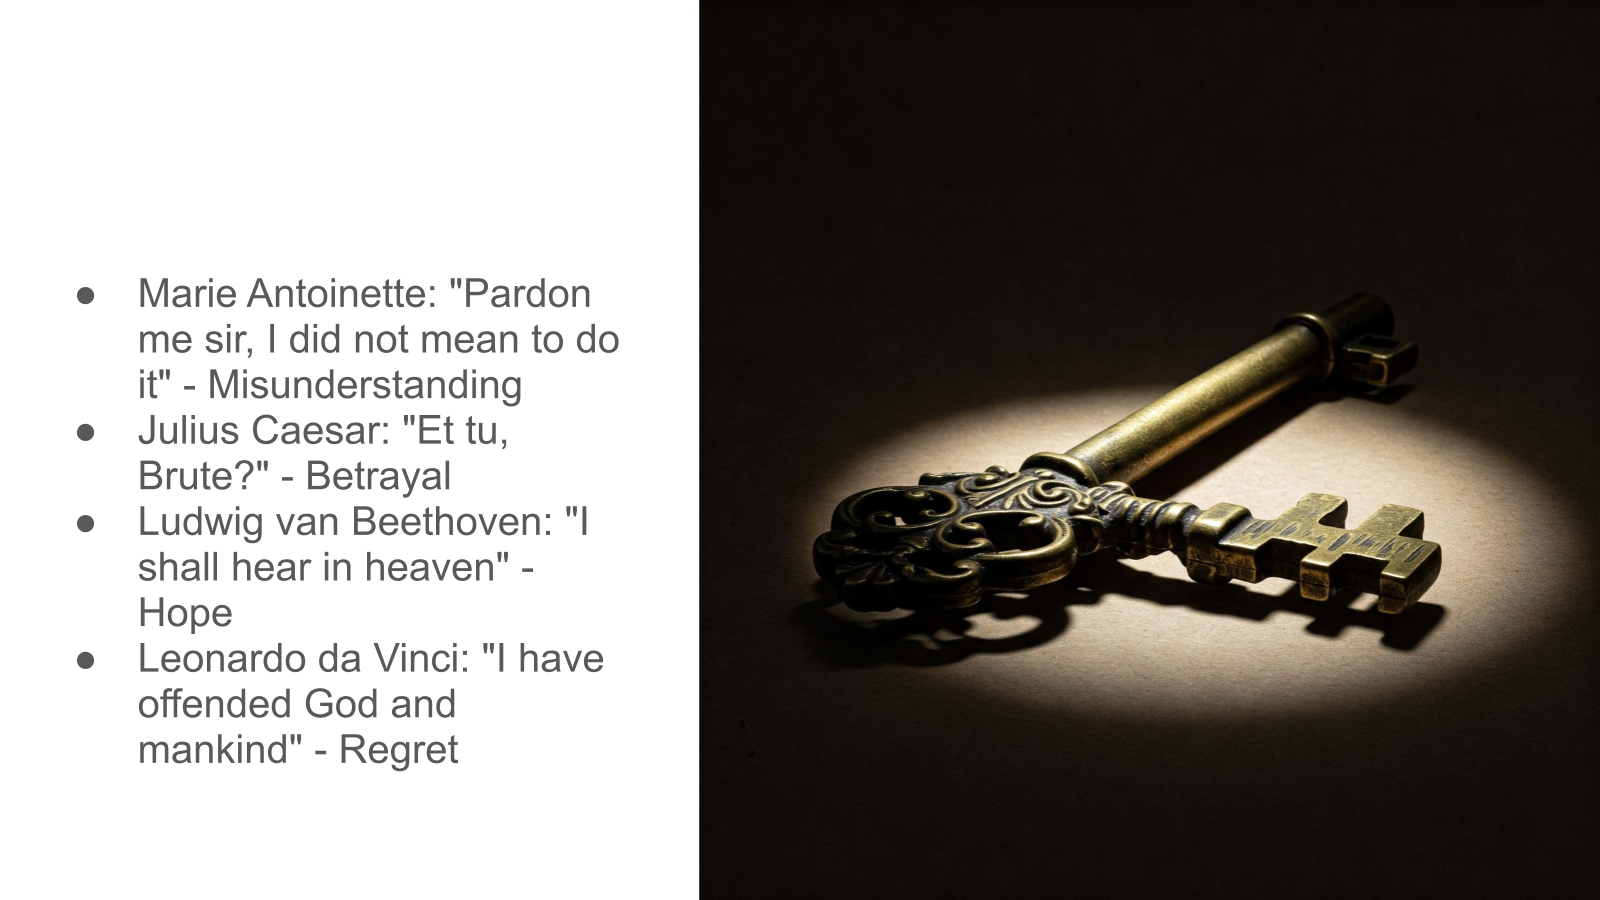 ● Marie Antoinette: "Pardon
me sir, I did not mean to do
it" - Misunderstanding
● Julius Caesar: "Et tu,
Brute?" - Betrayal
● Ludwig van Beethoven: "I
shall hear in heaven" -
Hope
● Leonardo da Vinci: "I have
offended God and
mankind" - Regret